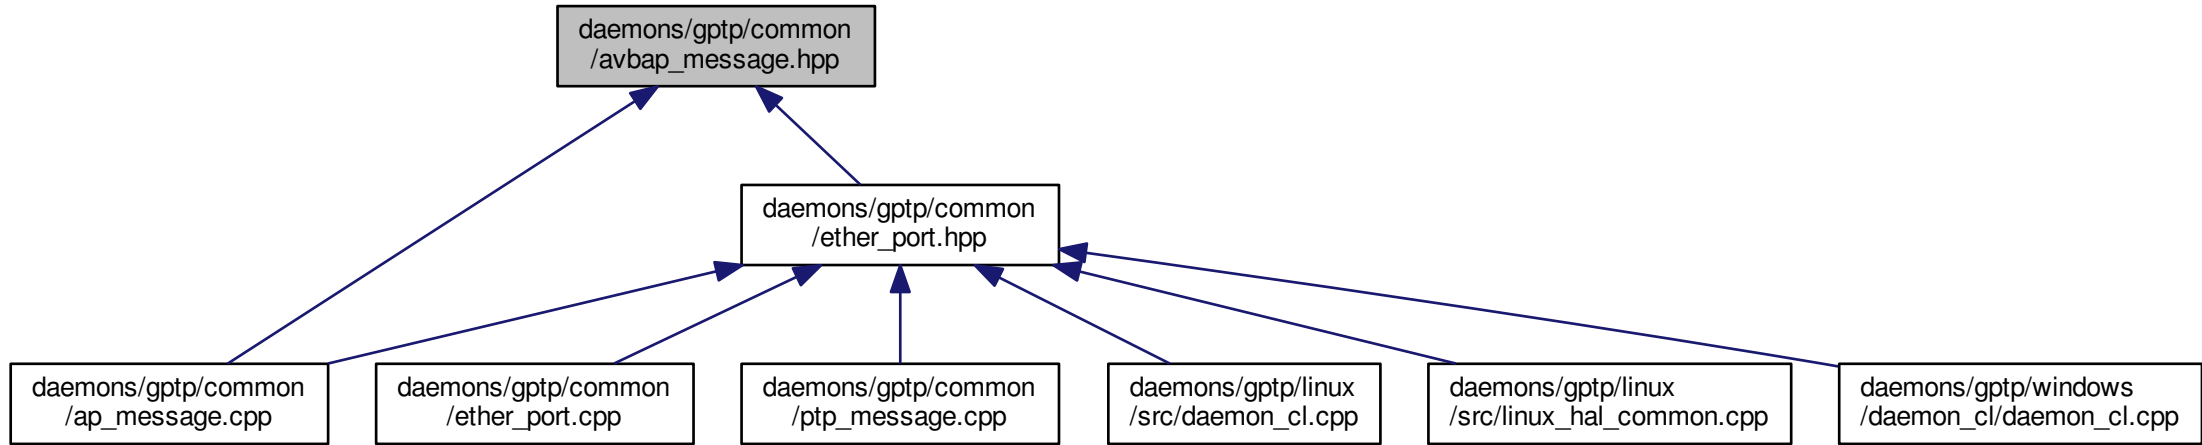 daemons/gptp/common
/avbap_message.hpp
daemons/gptp/common
/ether_port.hpp
daemons/gptp/common
/ap_message.cpp
daemons/gptp/common
/ether_port.cpp
daemons/gptp/common
/ptp_message.cpp
daemons/gptp/linux
/src/daemon_cl.cpp
daemons/gptp/linux
/src/linux_hal_common.cpp
daemons/gptp/windows
/daemon_cl/daemon_cl.cpp